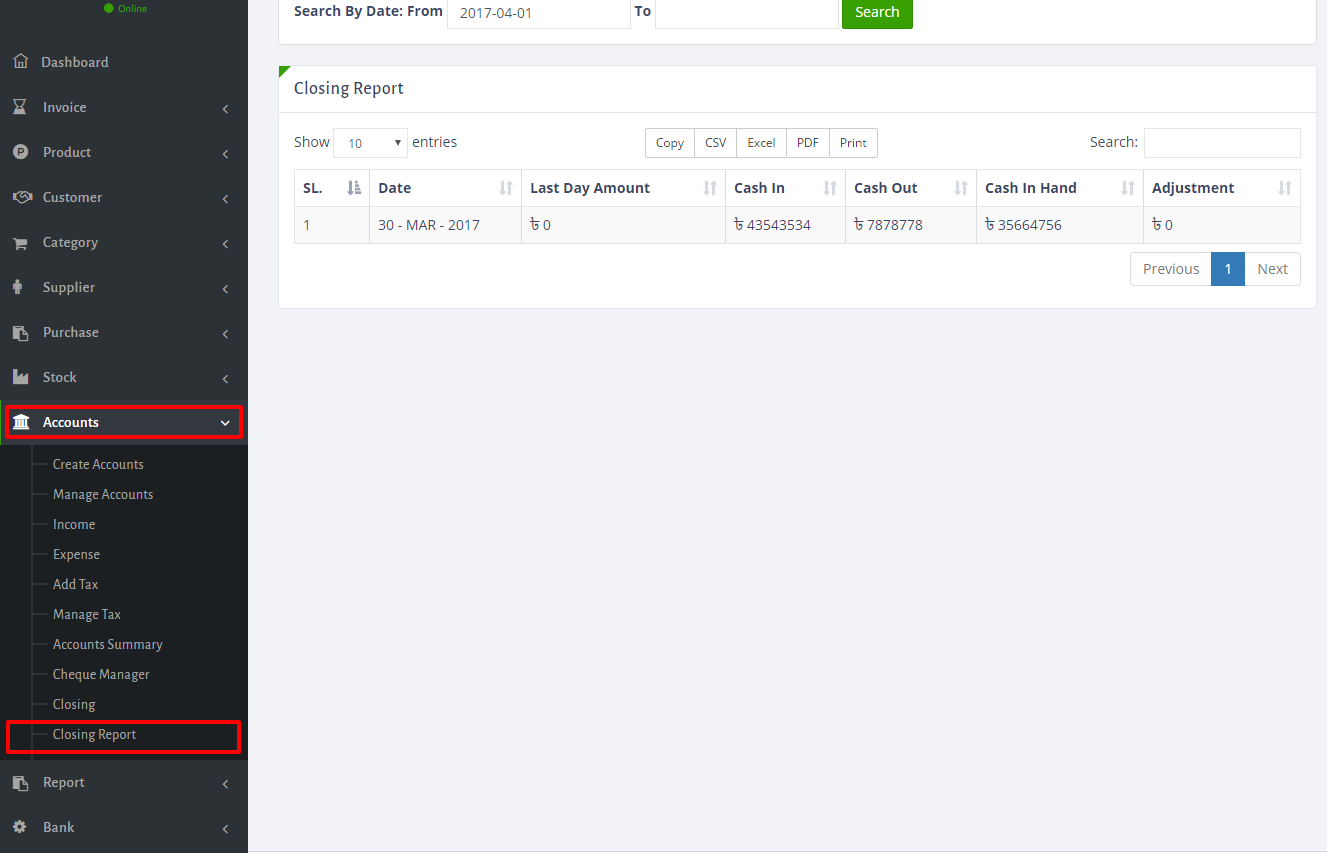 Online
Dashboard
Invoice
Product
Customer
Category
Supplier
Purchase
Stock
Accounts
Create Accounts
Manage Accounts
Income
Expense
Add Tax
Manage Tax
Accounts Summary
Cheque Manager
Closing
Closing Report
Report
Bank
Search By Date: From 2017-04-01 To Search
Closing Report
Show 10 entries Copy CSV Excel PDF Print Search:
SL. Date Last Day Amount Cash In Cash Out Cash In Hand Adjustment
1 30 - MAR - 2017 ৳ 0 ৳ 43543534 ৳ 7878778 ৳ 35664756 ৳ 0
Previous 1 Next